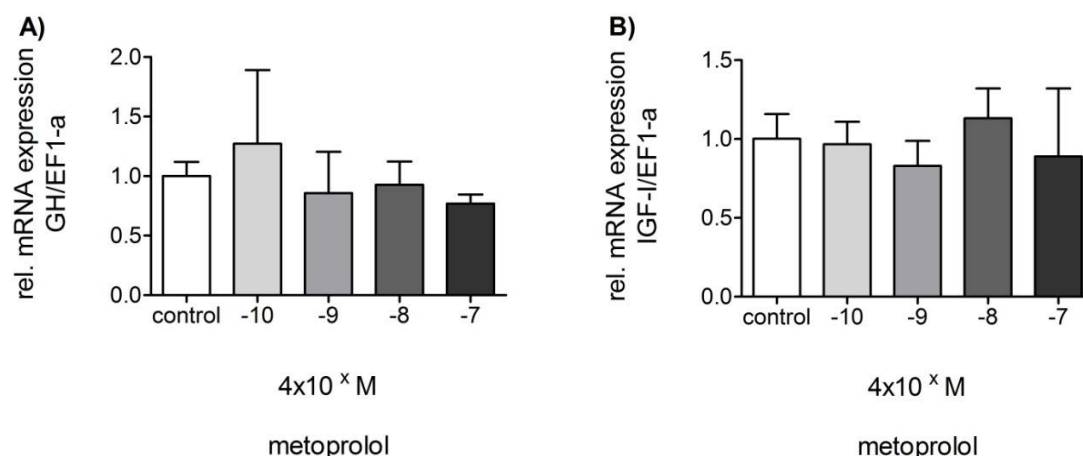 A)
rel. mRNA expression
GH/EF1-a
2.0
1.5
1.0
0.5
0.0
control -10 -9 -8 -7
4x10 ˣ M
metoprolol
B)
rel. mRNA expression
IGF-I/EF1-a
1.5
1.0
0.5
0.0
control -10 -9 -8 -7
4x10 ˣ M
metoprolol